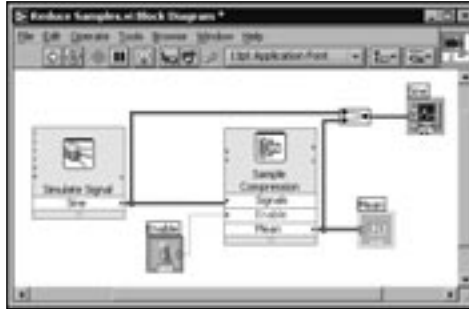 Reduce Samples.vi Block Diagram *
File Edit Operate Tools Browse Window Help
13pt Application Font
Sine
Simulate Signal
Sine
Sample
Compression
Signals
Enable
Mean
Enable
Mean